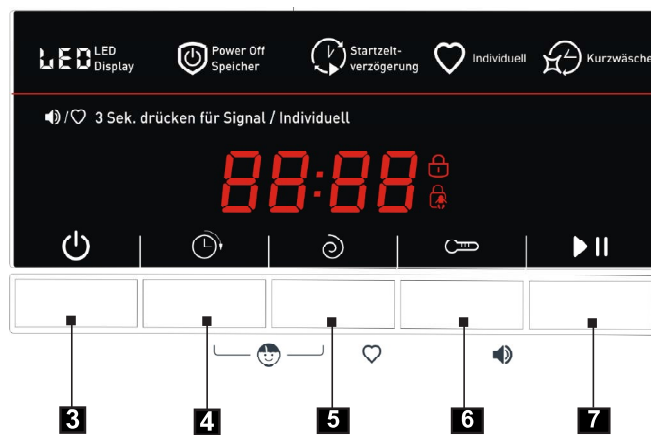 LED LED Display
Power Off Speicher
Startzelt-
verzögerung
Individuell
Kurzwäsche
3 Sek. drücken für Signal / Individuell
88:88
3 4 5 6 7